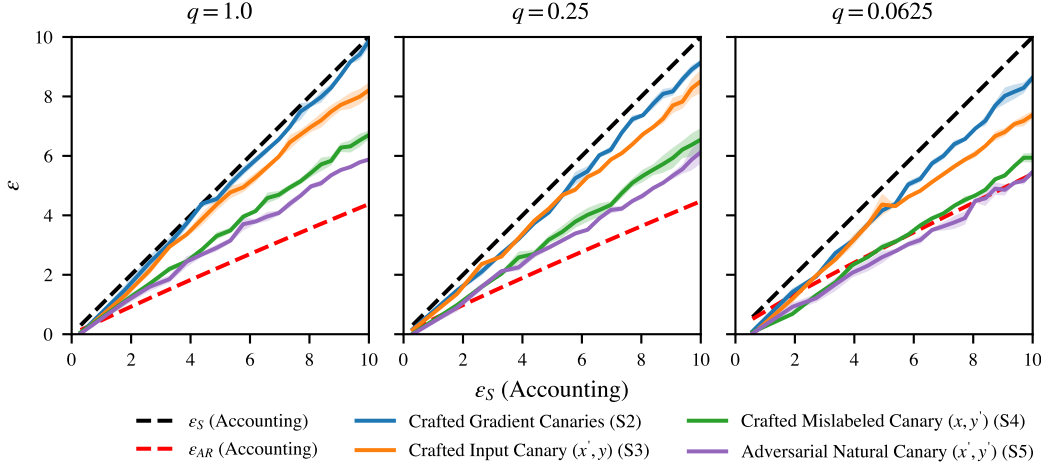 q = 1.0
q = 0.25
q = 0.0625
10
8
6
4
2
0
ε
0 2 4 6 8 10
0 2 4 6 8 10
0 2 4 6 8 10
ε_S (Accounting)
ε_S (Accounting)
ε_AR (Accounting)
Crafted Gradient Canaries (S2)
Crafted Input Canary (x', y) (S3)
Crafted Mislabeled Canary (x, y') (S4)
Adversarial Natural Canary (x', y') (S5)